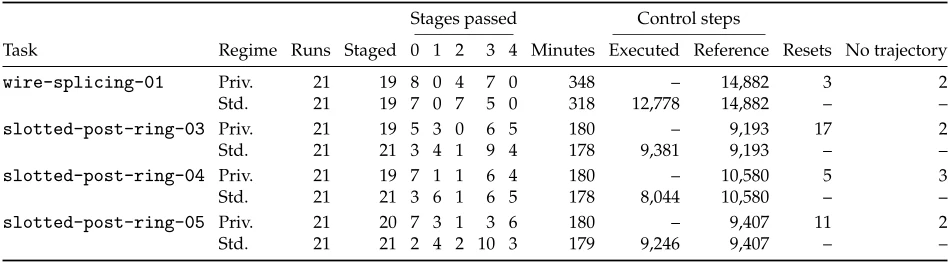 Stages passed Control steps
Task Regime Runs Staged 0 1 2 3 4 Minutes Executed Reference Resets No trajectory
wire-splicing-01 Priv. 21 19 8 0 4 7 0 348 – 14,882 3 2
Std. 21 19 7 0 7 5 0 318 12,778 14,882 – –
slotted-post-ring-03 Priv. 21 19 5 3 0 6 5 180 – 9,193 17 2
Std. 21 21 3 4 1 9 4 178 9,381 9,193 – –
slotted-post-ring-04 Priv. 21 19 7 1 1 6 4 180 – 10,580 5 3
Std. 21 21 3 6 1 6 5 178 8,044 10,580 – –
slotted-post-ring-05 Priv. 21 20 7 3 1 3 6 180 – 9,407 11 2
Std. 21 21 2 4 2 10 3 179 9,246 9,407 – –